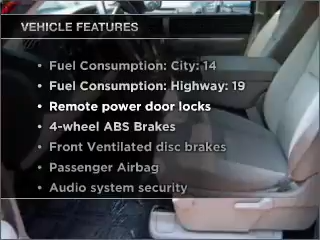 VEHICLE FEATURES
• Fuel Consumption: City: 14
• Fuel Consumption: Highway: 19
• Remote power door locks
• 4-wheel ABS Brakes
• Front Ventilated disc brakes
• Passenger Airbag
• Audio system security